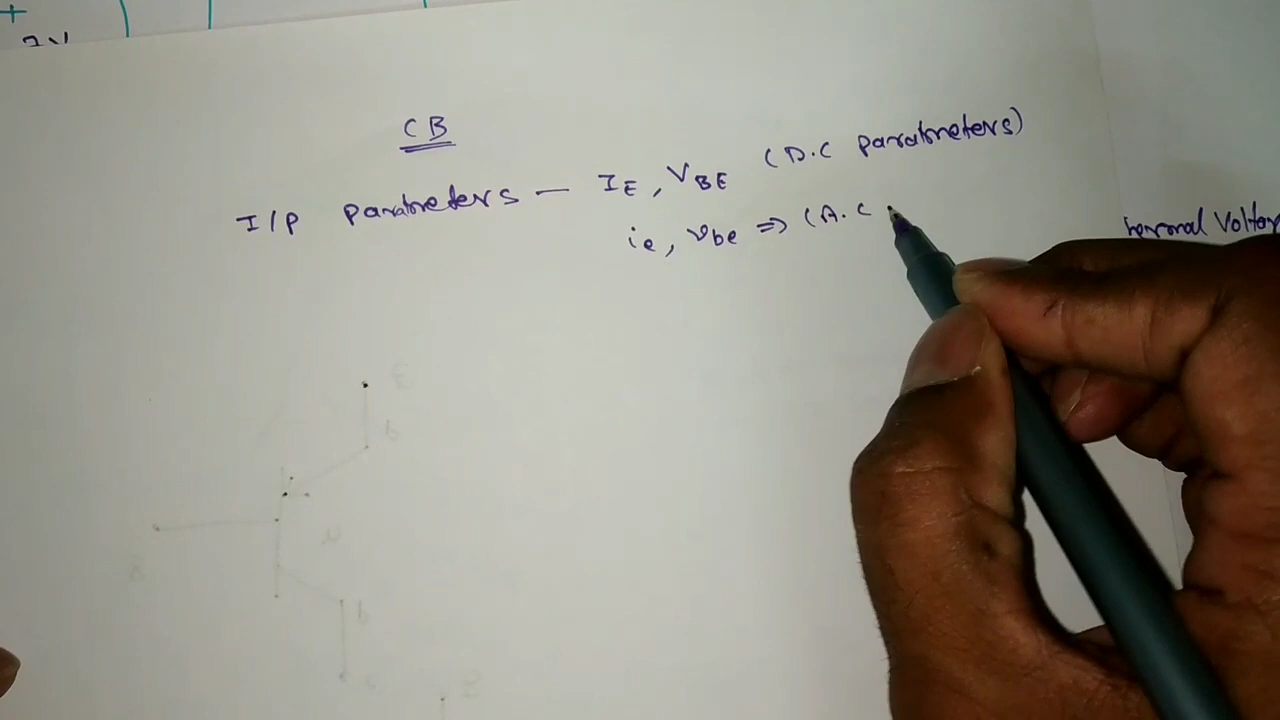 CB
I/P parameters — IE, VBE (D.C parameters)
ie, vbe => (A.C